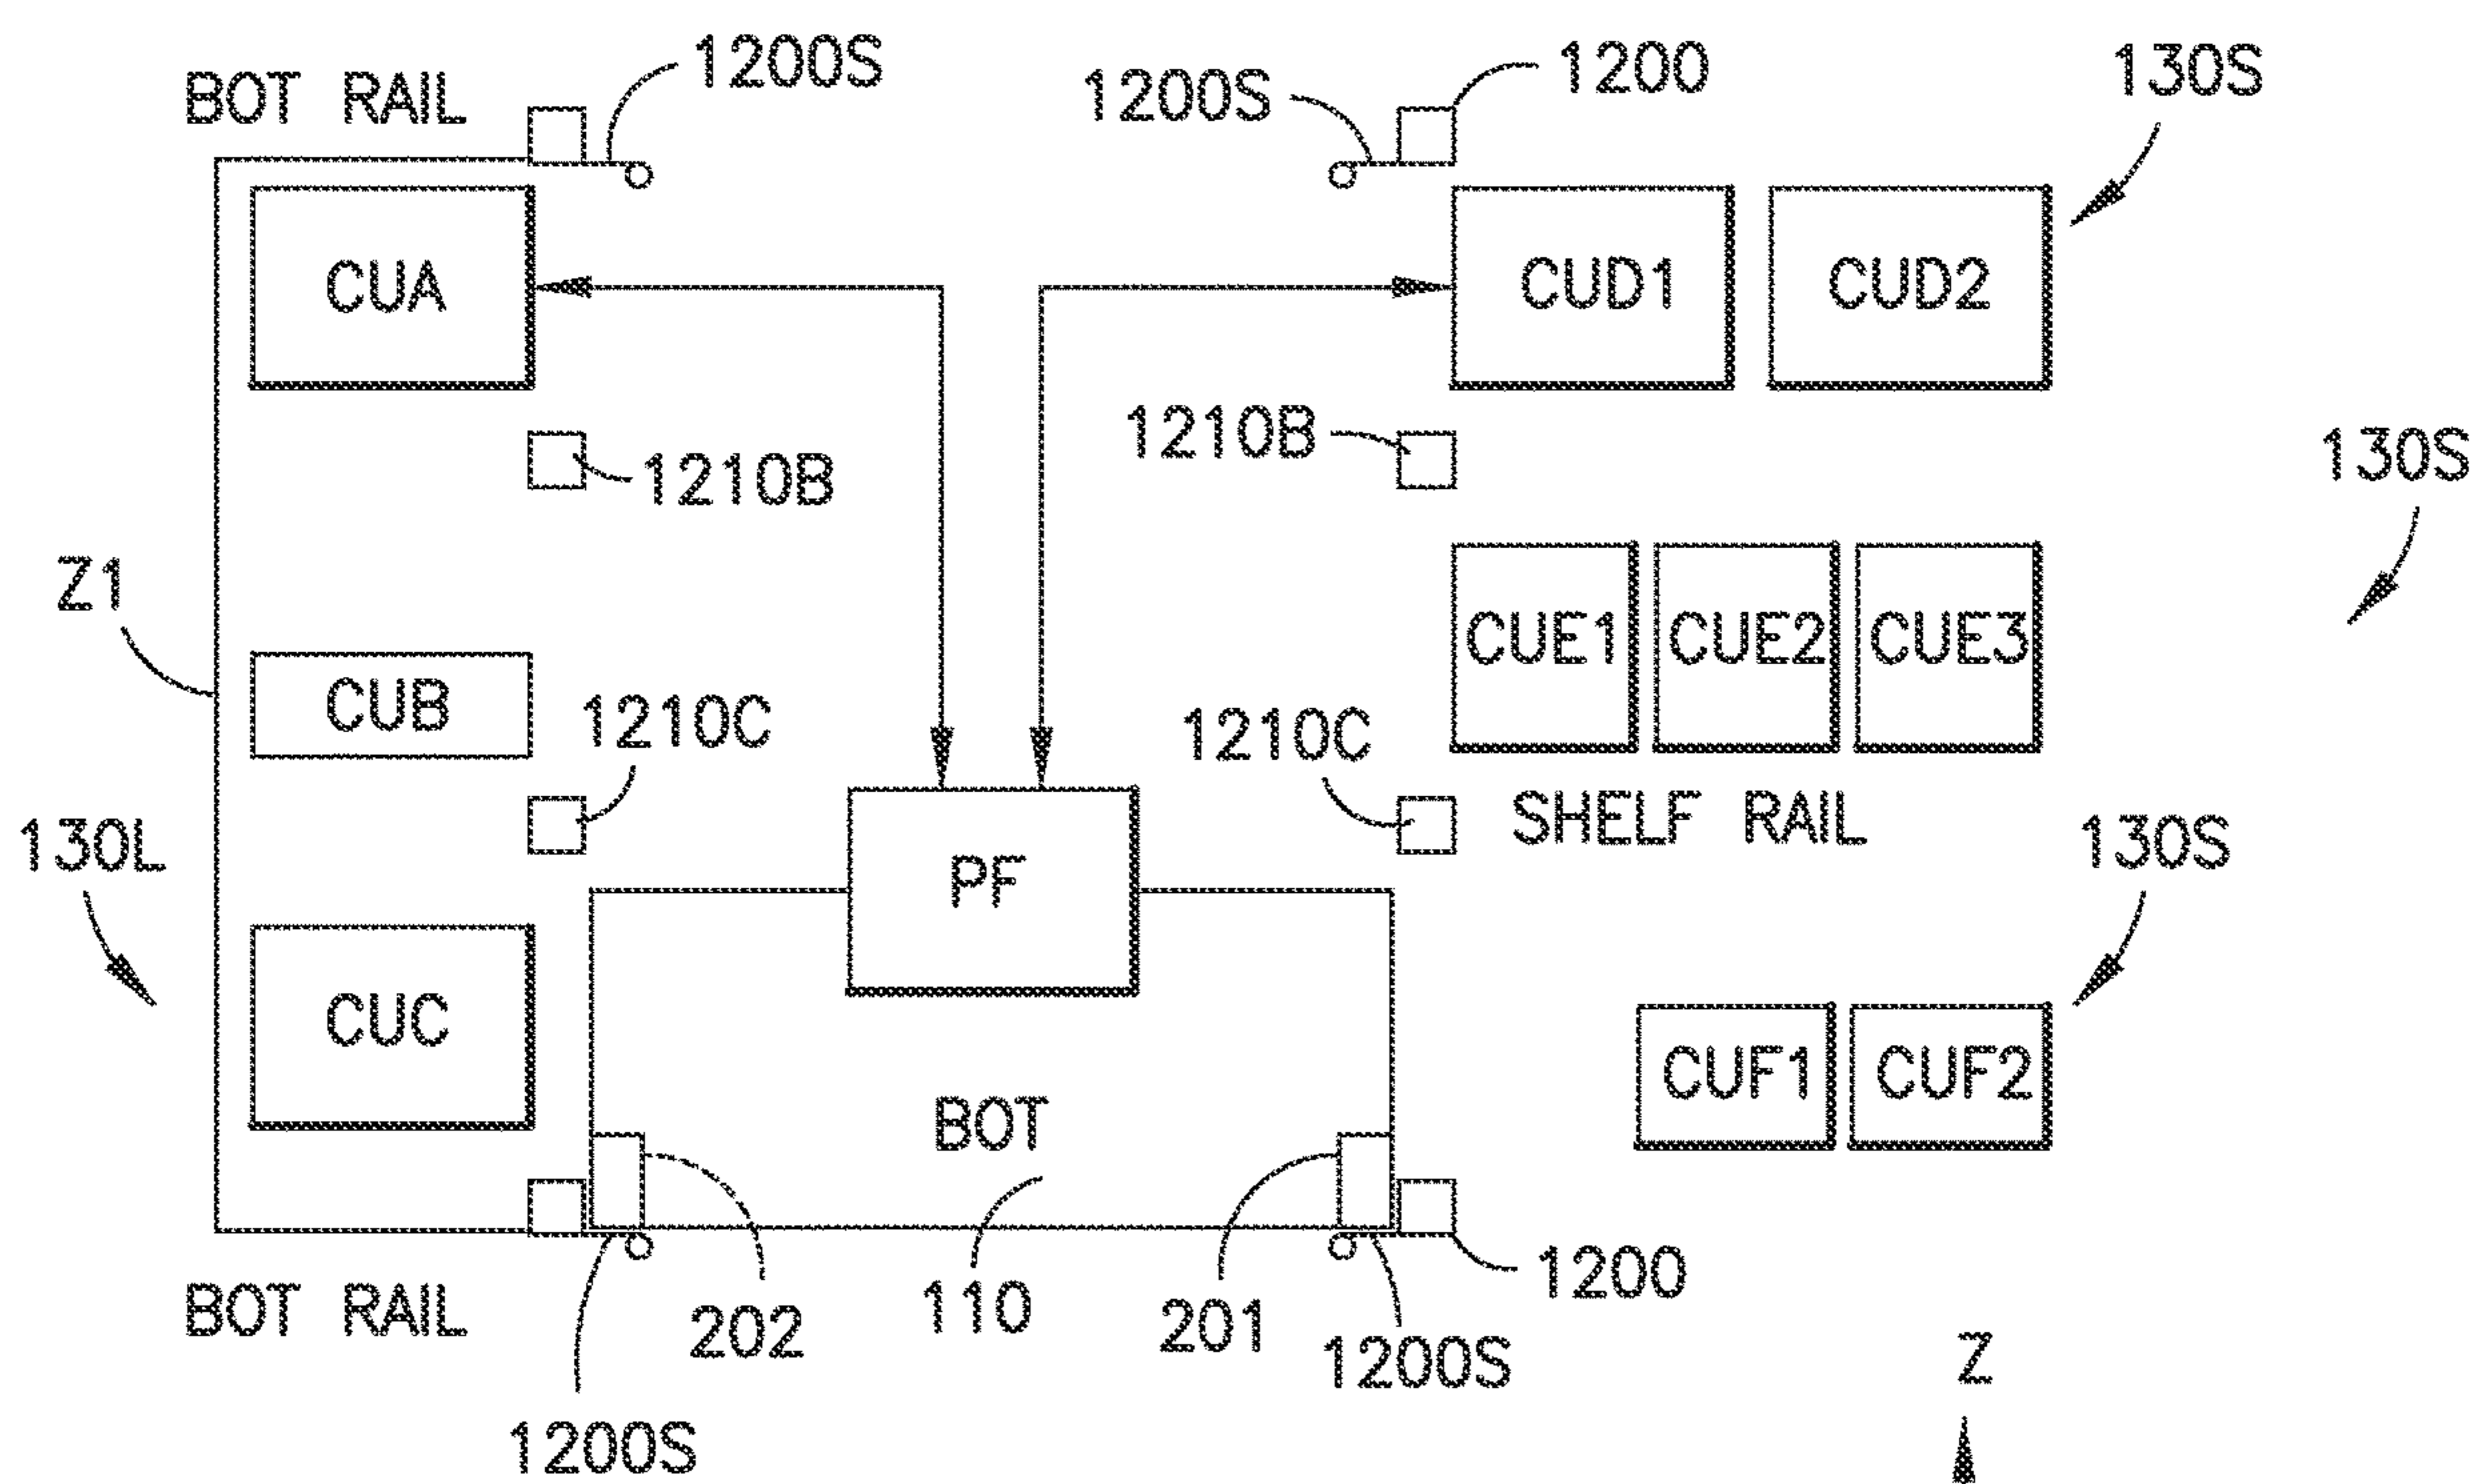 1200S
1200
130S
BOT RAIL
1200S
CUA
CUD1
CUD2
1210B
1210B
130S
Z1
CUE1
CUE2
CUE3
CUB
1210C
1210C
SHELF RAIL
130L
PF
130S
CUC
CUF1
CUF2
BOT
1200
BOT RAIL
202
110
201
1200S
Z
1200S